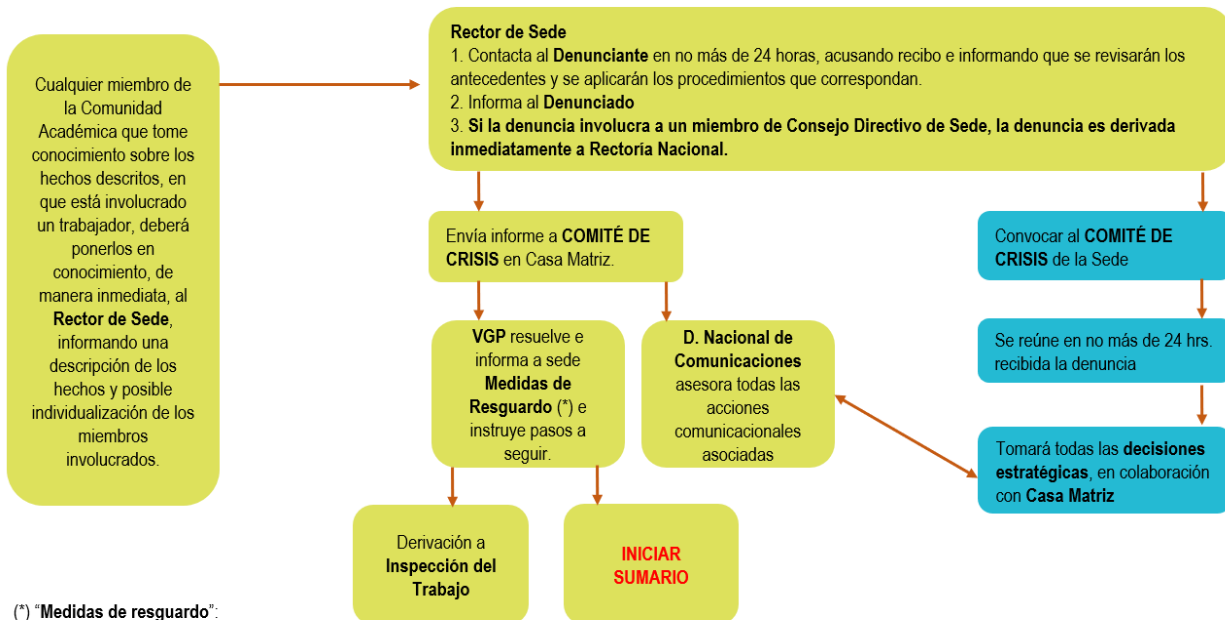 Cualquier miembro de
la Comunidad
Académica que tome
conocimiento sobre los
hechos descritos, en
que está involucrado
un trabajador, deberá
ponerlos en
conocimiento, de
manera inmediata, al
Rector de Sede,
informando una
descripción de los
hechos y posible
individualización de los
miembros
involucrados.
Rector de Sede
1. Contacta al Denunciante en no más de 24 horas, acusando recibo e informando que se revisarán los
antecedentes y se aplicarán los procedimientos que correspondan.
2. Informa al Denunciado
3. Si la denuncia involucra a un miembro de Consejo Directivo de Sede, la denuncia es derivada
inmediatamente a Rectoría Nacional.
Envía informe a COMITÉ DE
CRISIS en Casa Matriz.
VGP resuelve e
informa a sede
Medidas de
Resguardo (*) e
instruye pasos a
seguir.
D. Nacional de
Comunicaciones
asesora todas las
acciones
comunicacionales
asociadas
Derivación a
Inspección del
Trabajo
INICIAR
SUMARIO
Convocar al COMITÉ DE
CRISIS de la Sede
Se reúne en no más de 24 hrs.
recibida la denuncia
Tomará todas las decisiones
estratégicas, en colaboración
con Casa Matriz
(*) “Medidas de resguardo”: